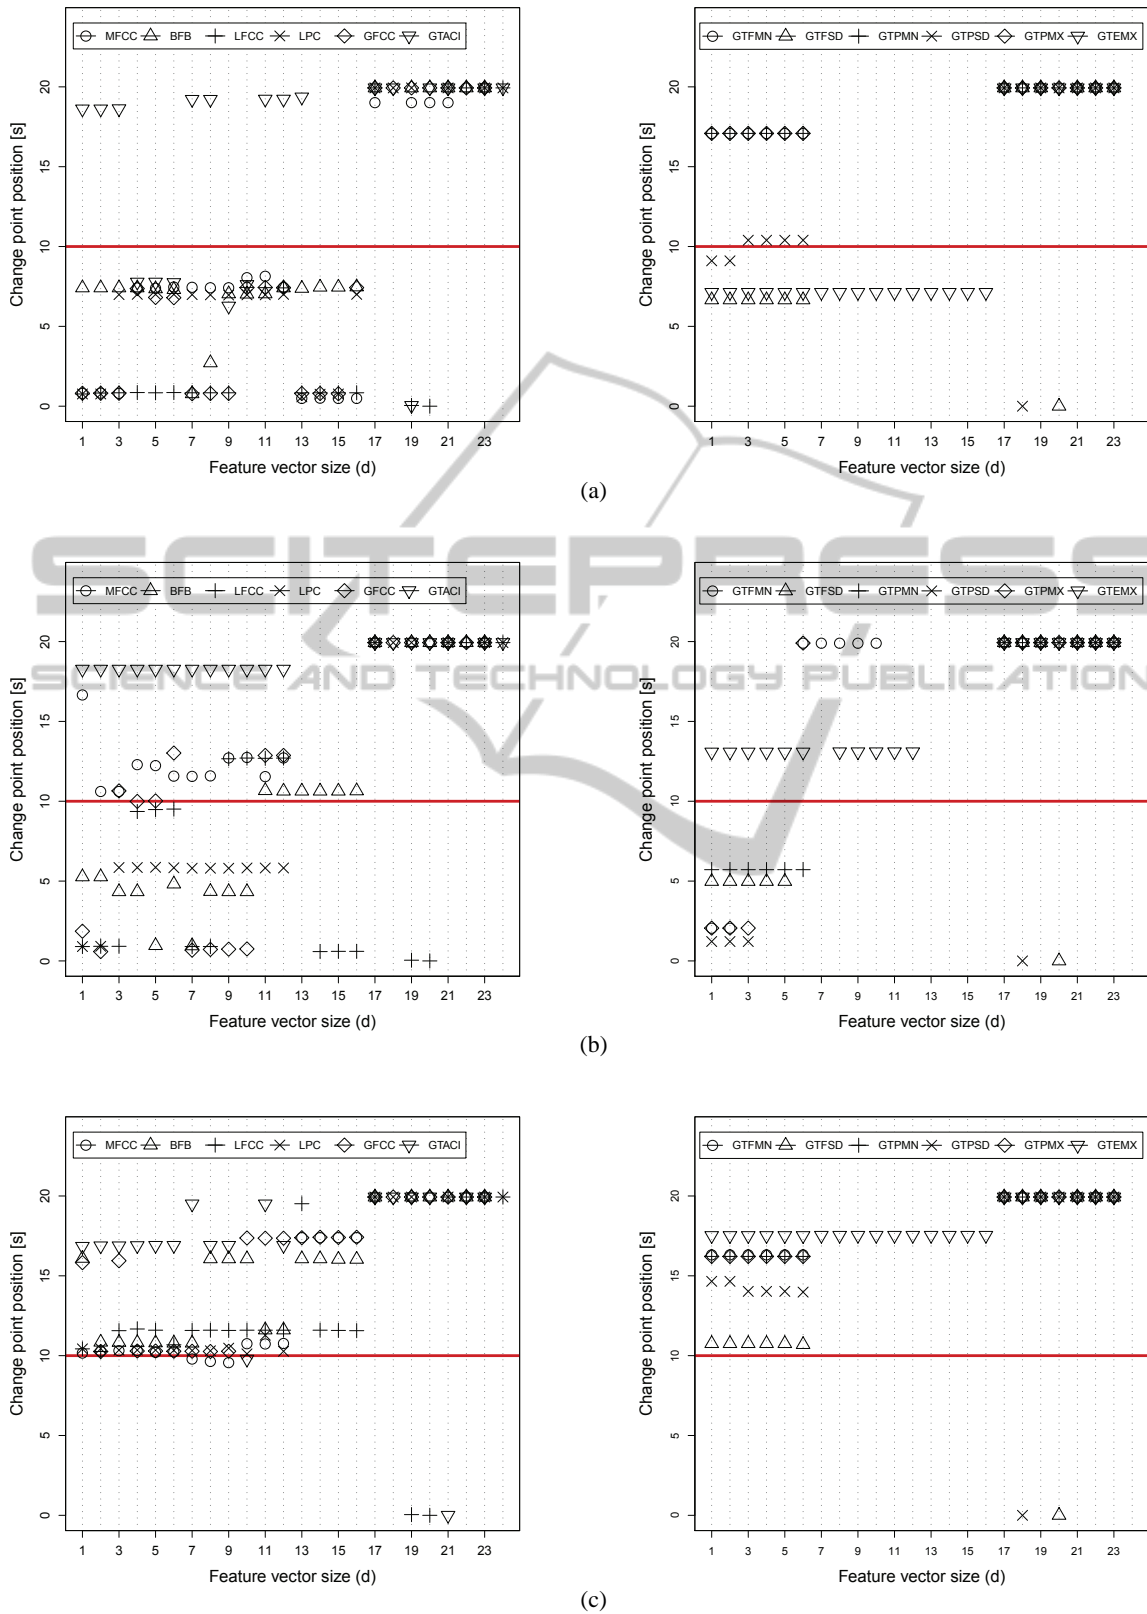 MFCC BFB LFCC LPC GFCC GTACI
Change point position [s]
20
15
10
5
0
1 3 5 7 9 11 13 15 17 19 21 23
Feature vector size (d)
GTFMN GTFSD GTPMN GTPSD GTPMX GTEMX
Change point position [s]
20
15
10
5
0
1 3 5 7 9 11 13 15 17 19 21 23
Feature vector size (d)
(a)
SCITEPRESS
SCIENCE AND TECHNOLOGY PUBLICATIONS
MFCC BFB LFCC LPC GFCC GTACI
Change point position [s]
20
15
10
5
0
1 3 5 7 9 11 13 15 17 19 21 23
Feature vector size (d)
GTFMN GTFSD GTPMN GTPSD GTPMX GTEMX
Change point position [s]
20
15
10
5
0
1 3 5 7 9 11 13 15 17 19 21 23
Feature vector size (d)
(b)
MFCC BFB LFCC LPC GFCC GTACI
Change point position [s]
20
15
10
5
0
1 3 5 7 9 11 13 15 17 19 21 23
Feature vector size (d)
GTFMN GTFSD GTPMN GTPSD GTPMX GTEMX
Change point position [s]
20
15
10
5
0
1 3 5 7 9 11 13 15 17 19 21 23
Feature vector size (d)
(c)